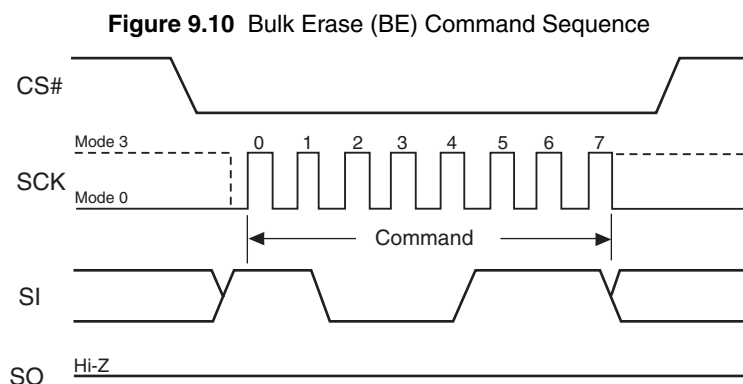 Figure 9.10 Bulk Erase (BE) Command Sequence
CS#
Mode 3
0 1 2 3 4 5 6 7
SCK
Mode 0
Command
SI
Hi-Z
SO